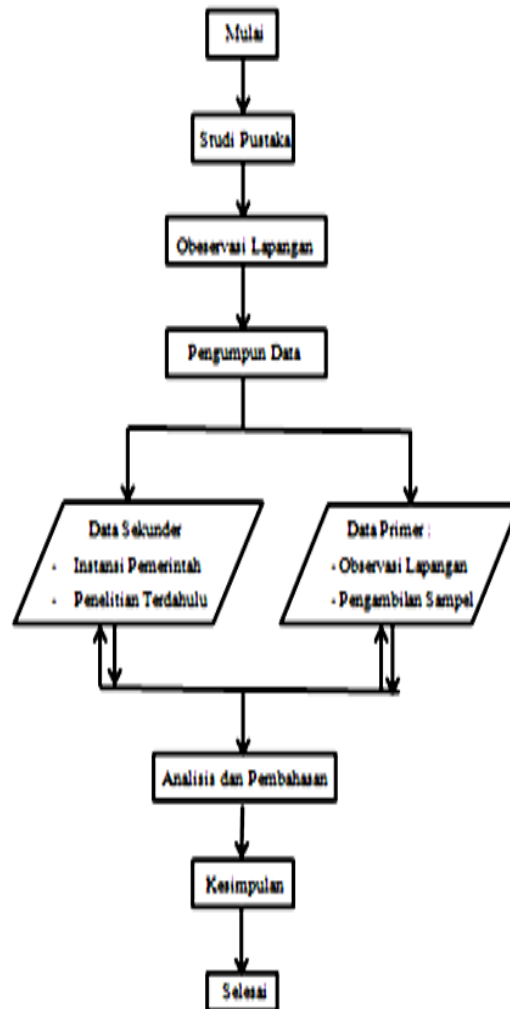 Mulai
Studi Pustaka
Obeservasi Lapangan
Pengumpun Data
Data Sekunder
- Instansi Pemerintah
- Penelitian Terdahulu
Data Primer :
- Observasi Lapangan
- Pengambilan Sampel
Analisis dan Pembahasan
Kesimpulan
Selesai